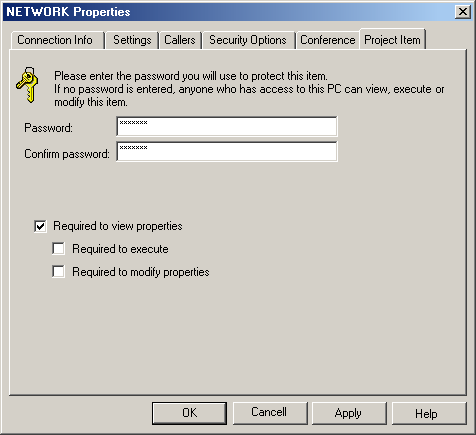 NETWORK Properties
Connection Info Settings Callers Security Options Conference Project Item
Please enter the password you will use to protect this item.
If no password is entered, anyone who has access to this PC can view, execute or
modify this item.
Password: *******
Confirm password: *******
Required to view properties
Required to execute
Required to modify properties
OK Cancell Apply Help